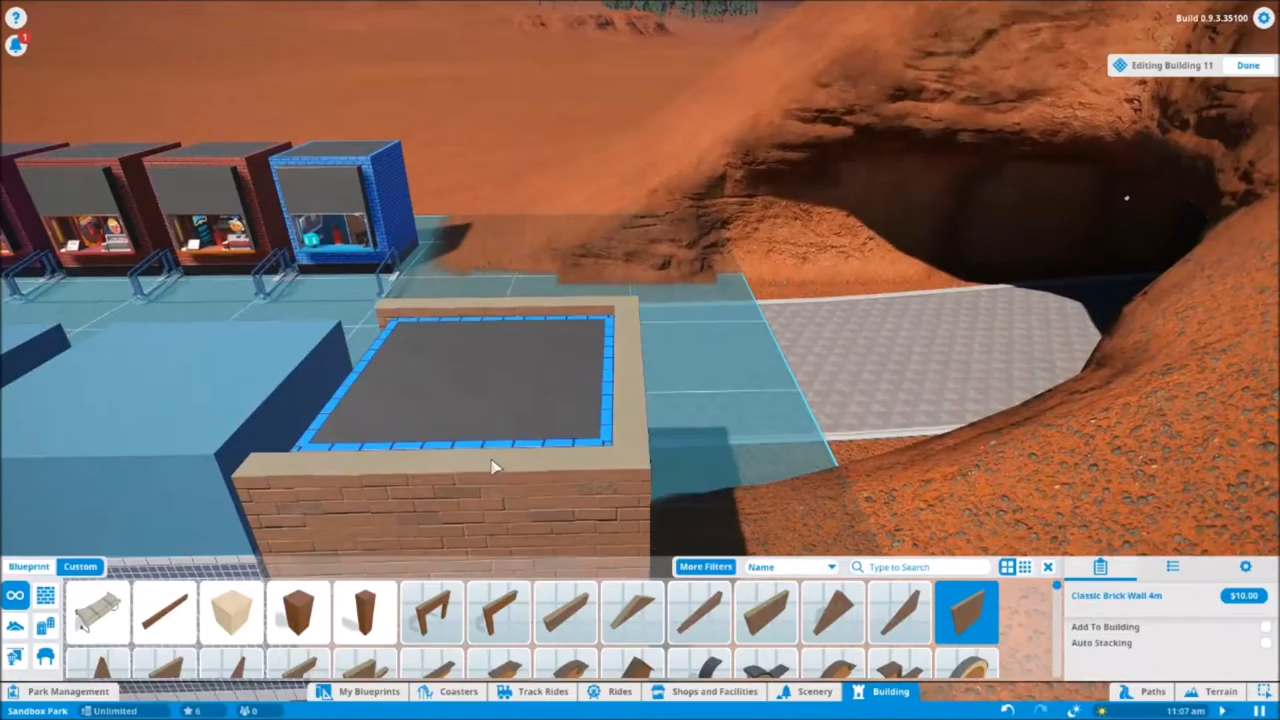 ?
1
Build 0.9.3.35100
Editing Building 11
Done
Blueprint
Custom
More Filters
Name
Type to Search
Classic Brick Wall 4m
$10.00
Add To Building
Auto Stacking
Park Management
My Blueprints
Coasters
Track Rides
Rides
Shops and Facilities
Scenery
Building
Paths
Terrain
Sandbox Park
Unlimited
6
0
11:07 am